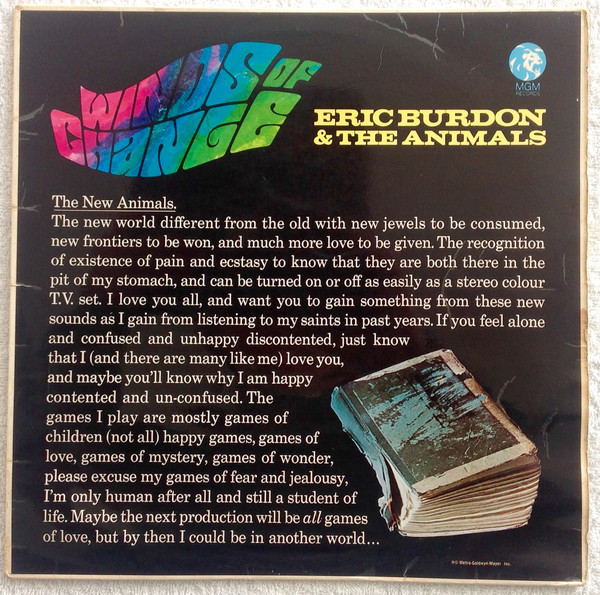 WINDS OF
CHANGE
MGM
RECORDS
ERIC BURDON
& THE ANIMALS
The New Animals.
The new world different from the old with new jewels to be consumed,
new frontiers to be won, and much more love to be given. The recognition
of existence of pain and ecstasy to know that they are both there in the
pit of my stomach, and can be turned on or off as easily as a stereo colour
T.V. set. I love you all, and want you to gain something from these new
sounds as I gain from listening to my saints in past years. If you feel alone
and confused and unhappy discontented, just know
that I (and there are many like me) love you,
and maybe you'll know why I am happy
contented and un-confused. The
games I play are mostly games of
children (not all) happy games, games of
love, games of mystery, games of wonder,
please excuse my games of fear and jealousy,
I'm only human after all and still a student of
life. Maybe the next production will be all games
of love, but by then I could be in another world...
Metro-Goldwyn-Mayer Inc.